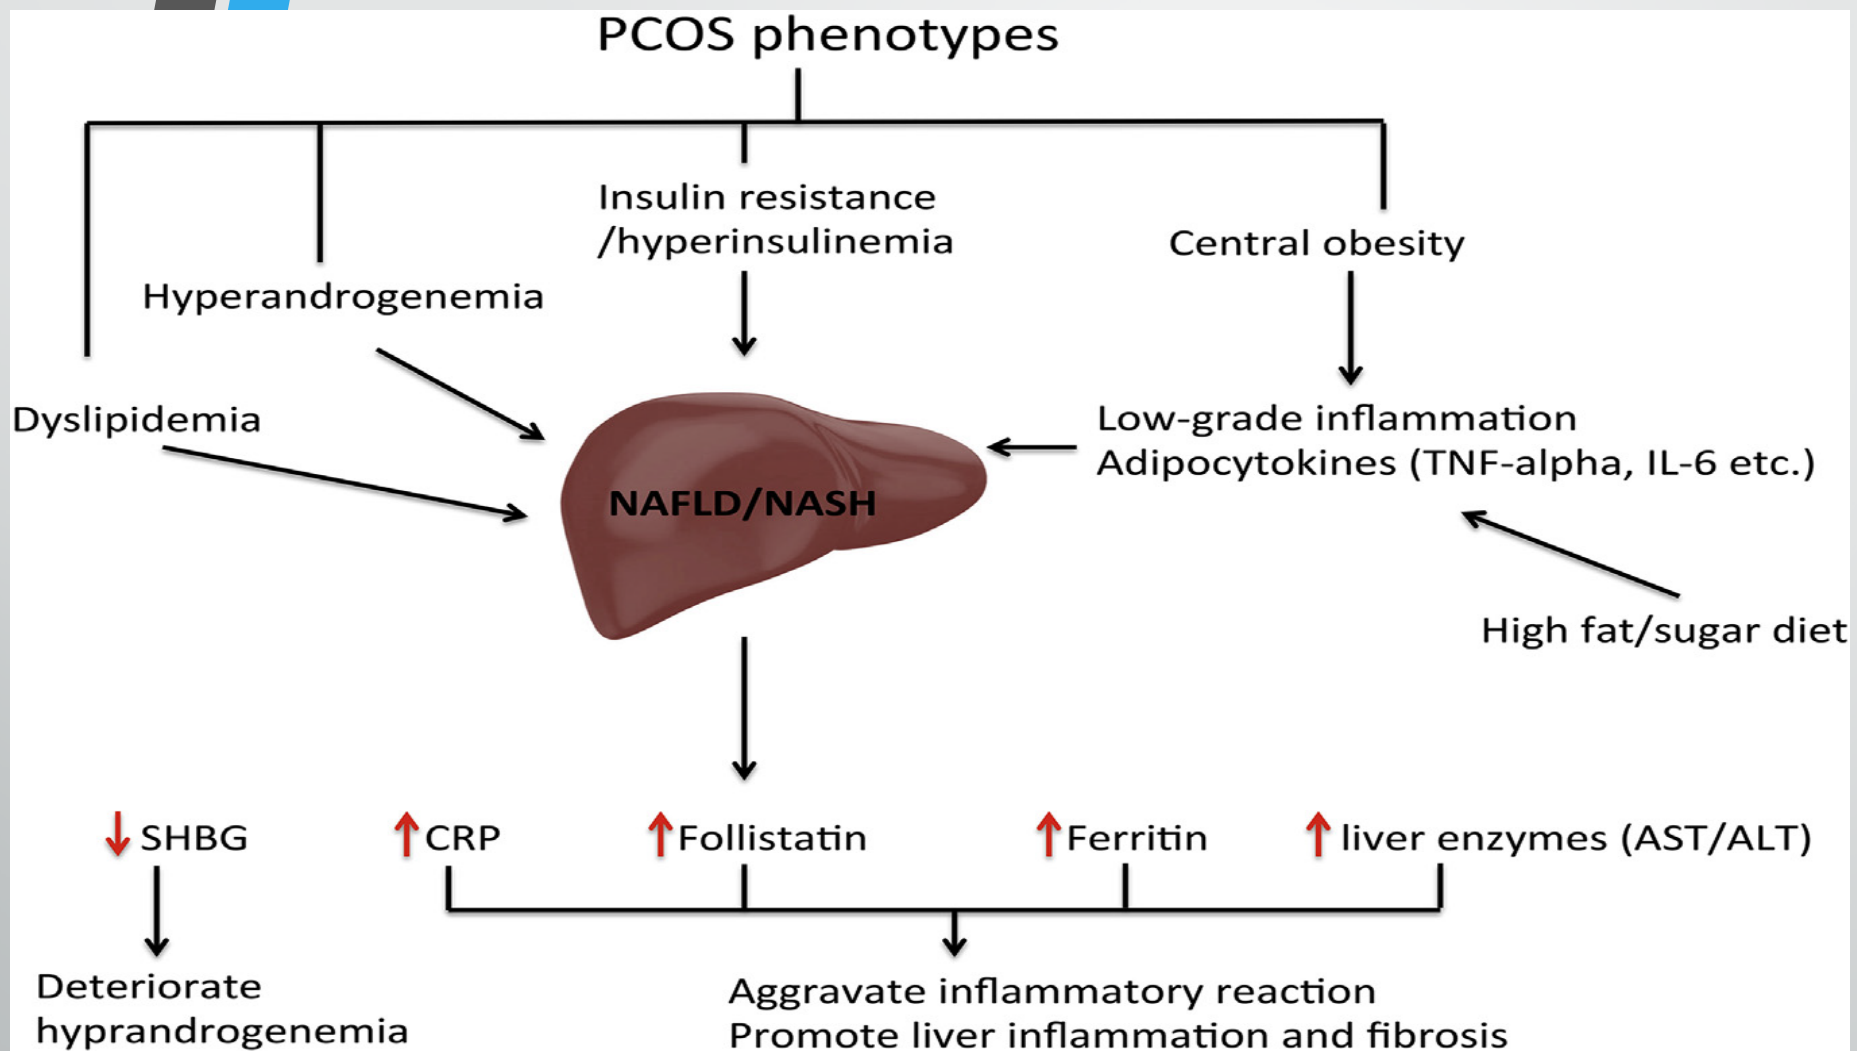 PCOS phenotypes
Insulin resistance
/hyperinsulinemia
Central obesity
Hyperandrogenemia
Dyslipidemia
Low-grade inflammation
Adipocytokines (TNF-alpha, IL-6 etc.)
NAFLD/NASH
High fat/sugar diet
↓ SHBG
↑ CRP
↑ Follistatin
↑ Ferritin
↑ liver enzymes (AST/ALT)
Deteriorate
hyprandrogenemia
Aggravate inflammatory reaction
Promote liver inflammation and fibrosis